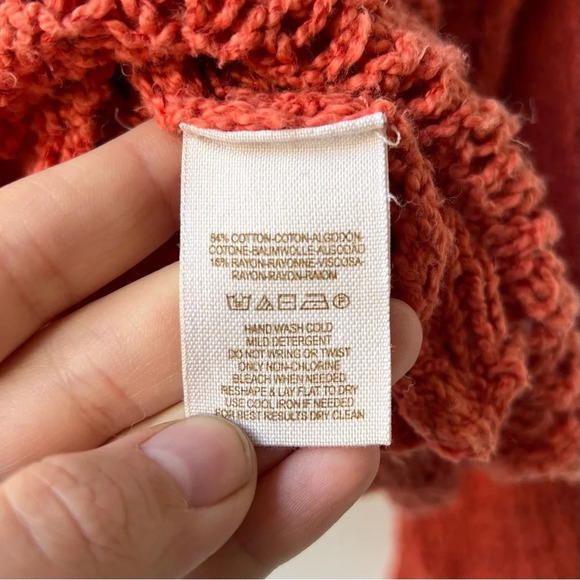 84% COTTON-COTON-ALGODÓN-
COTONE-BAUMWOLLE-ALGODAO
16% RAYON-RAYONNE-VISCOSA-
RAYON-RAYON-RAIOM
HAND WASH COLD
MILD DETERGENT
DO NOT WRING OR TWIST
ONLY NON-CHLORINE
BLEACH WHEN NEEDED
RESHAPE & LAY FLAT TO DRY
USE COOL IRON IF NEEDED
FOR BEST RESULTS DRY CLEAN